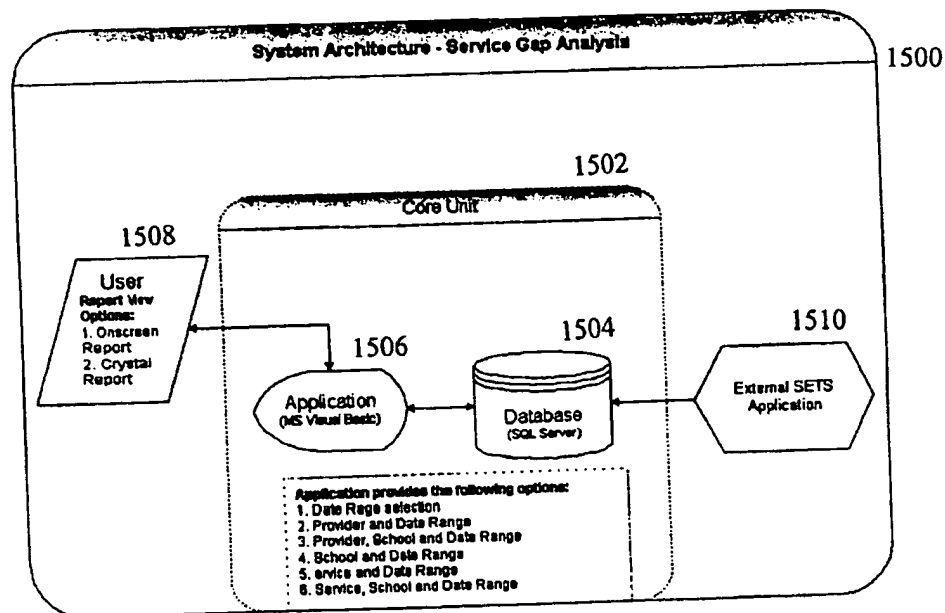 System Architecture - Service Gap Analysis
1500
1502
Core Unit
1508
User
Report View
Options:
1. Onscreen
Report
2. Crystal
Report
1506
Application
(MS Visual Basic)
1504
Database
(SQL Server)
1510
External SETS
Application
Application provides the following options:
1. Date Rage selection
2. Provider and Date Range
3. Provider, School and Date Range
4. School and Date Range
5. ervice and Date Range
6. Service, School and Date Range